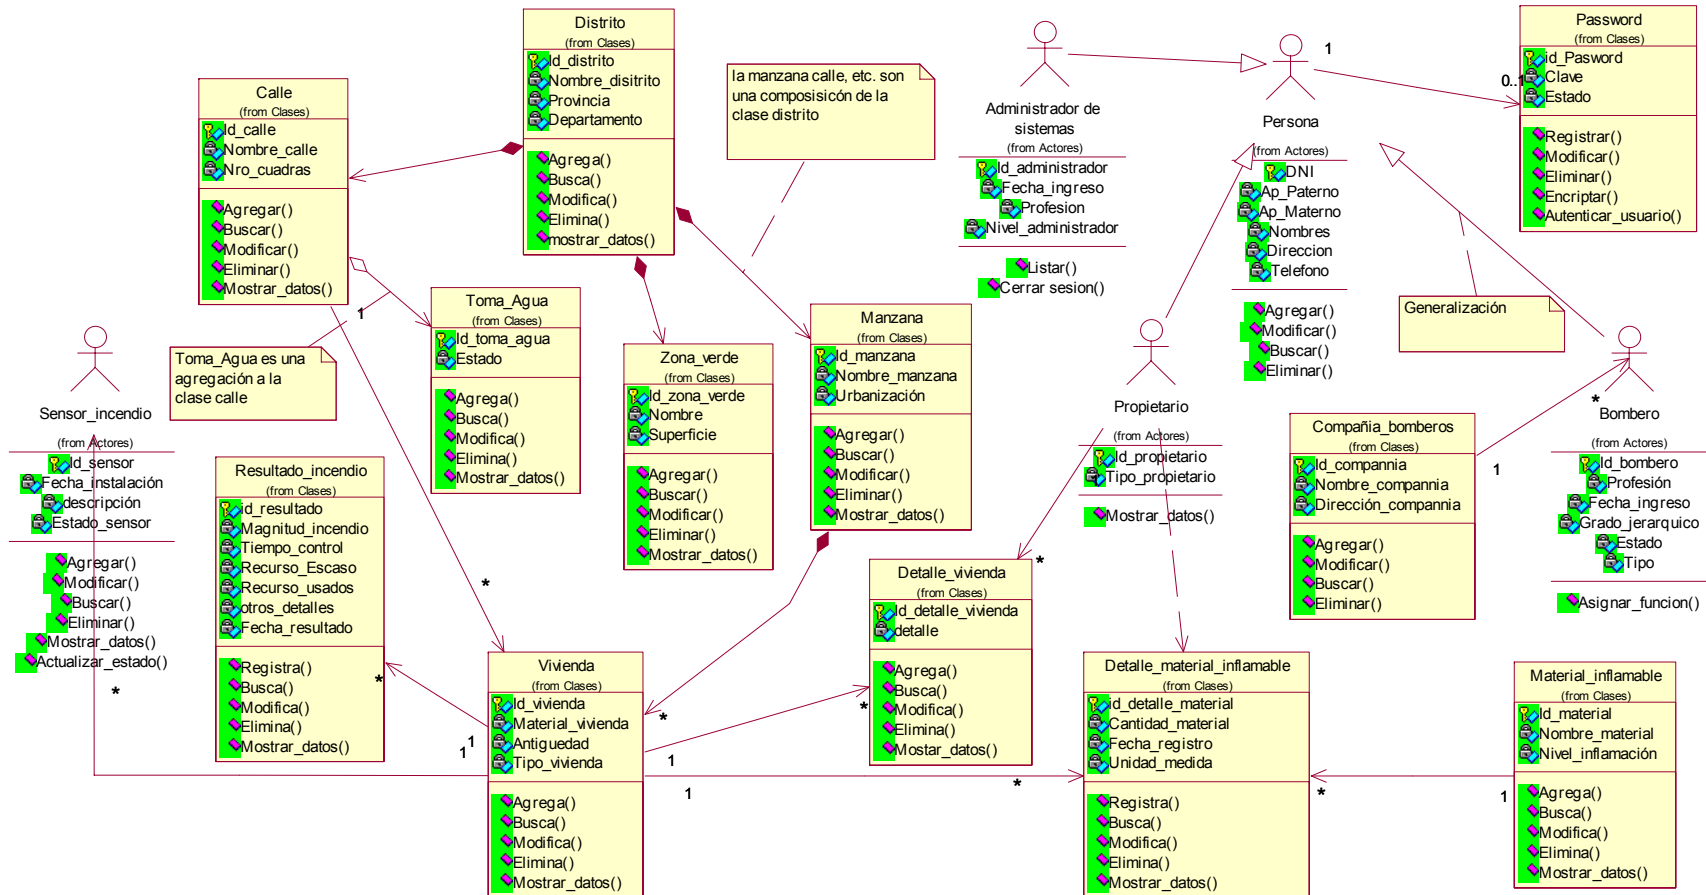 Distrito
(from Clases)
Id_distrito
Nombre_disitrito
Provincia
Departamento
Agrega()
Busca()
Modifica()
Elimina()
mostrar_datos()
Calle
(from Clases)
Id_calle
Nombre_calle
Nro_cuadras
Agregar()
Buscar()
Modificar()
Eliminar()
Mostrar_datos()
la manzana calle, etc. son
una composisicón de la
clase distrito
Administrador de
sistemas
(from Actores)
Id_administrador
Fecha_ingreso
Profesion
Nivel_administrador
Listar()
Cerrar sesion()
1
0..1
Persona
(from Actores)
DNI
Ap_Paterno
Ap_Materno
Nombres
Direccion
Telefono
Agregar()
Modificar()
Buscar()
Eliminar()
Password
(from Clases)
id_Pasword
Clave
Estado
Registrar()
Modificar()
Eliminar()
Encriptar()
Autenticar_usuario()
Generalización
1
Toma_Agua es una
agregación a la
clase calle
Toma_Agua
(from Clases)
Id_toma_agua
Estado
Agrega()
Busca()
Modifica()
Elimina()
Mostrar_datos()
Zona_verde
(from Clases)
Id_zona_verde
Nombre
Superficie
Agregar()
Buscar()
Modificar()
Eliminar()
Mostrar_datos()
Manzana
(from Clases)
Id_manzana
Nombre_manzana
Urbanización
Agregar()
Buscar()
Modificar()
Eliminar()
Mostrar_datos()
Sensor_incendio
(from Actores)
Id_sensor
Fecha_instalación
descripción
Estado_sensor
Agregar()
Modificar()
Buscar()
Eliminar()
Mostrar_datos()
Actualizar_estado()
*
Resultado_incendio
(from Clases)
id_resultado
Magnitud_incendio
Tiempo_control
Recurso_Escaso
Recurso_usados
otros_detalles
Fecha_resultado
Registra()
Busca()
Modifica()
Elimina()
Mostrar_datos()
*
Propietario
(from Actores)
Id_propietario
Tipo_propietario
Mostrar_datos()
*
Compañia_bomberos
(from Clases)
Id_compannia
Nombre_compannia
Dirección_compannia
Agregar()
Modificar()
Buscar()
Eliminar()
1
*
Bombero
(from Actores)
Id_bombero
Profesión
Fecha_ingreso
Grado_jerarquico
Estado
Tipo
Asignar_funcion()
Detalle_vivienda
(from Clases)
Id_detalle_vivienda
detalle
Agrega()
Busca()
Modifica()
Elimina()
Mostar_datos()
*
*
*
1
1
1
1
*
Vivienda
(from Clases)
Id_vivienda
Material_vivienda
Antiguedad
Tipo_vivienda
Agrega()
Busca()
Modifica()
Elimina()
Mostrar_datos()
Detalle_material_inflamable
(from Clases)
id_detalle_material
Cantidad_material
Fecha_registro
Unidad_medida
Registra()
Busca()
Modifica()
Elimina()
Mostrar_datos()
*
1
Material_inflamable
(from Clases)
Id_material
Nombre_material
Nivel_inflamación
Agrega()
Busca()
Modifica()
Elimina()
Mostrar_datos()